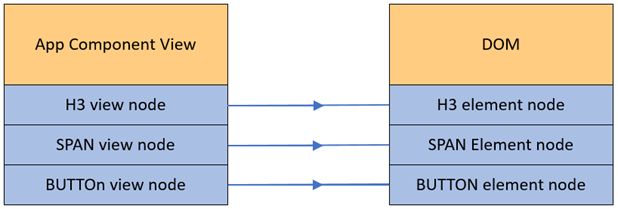 App Component View
DOM
H3 view node
H3 element node
SPAN view node
SPAN Element node
BUTTOn view node
BUTTON element node